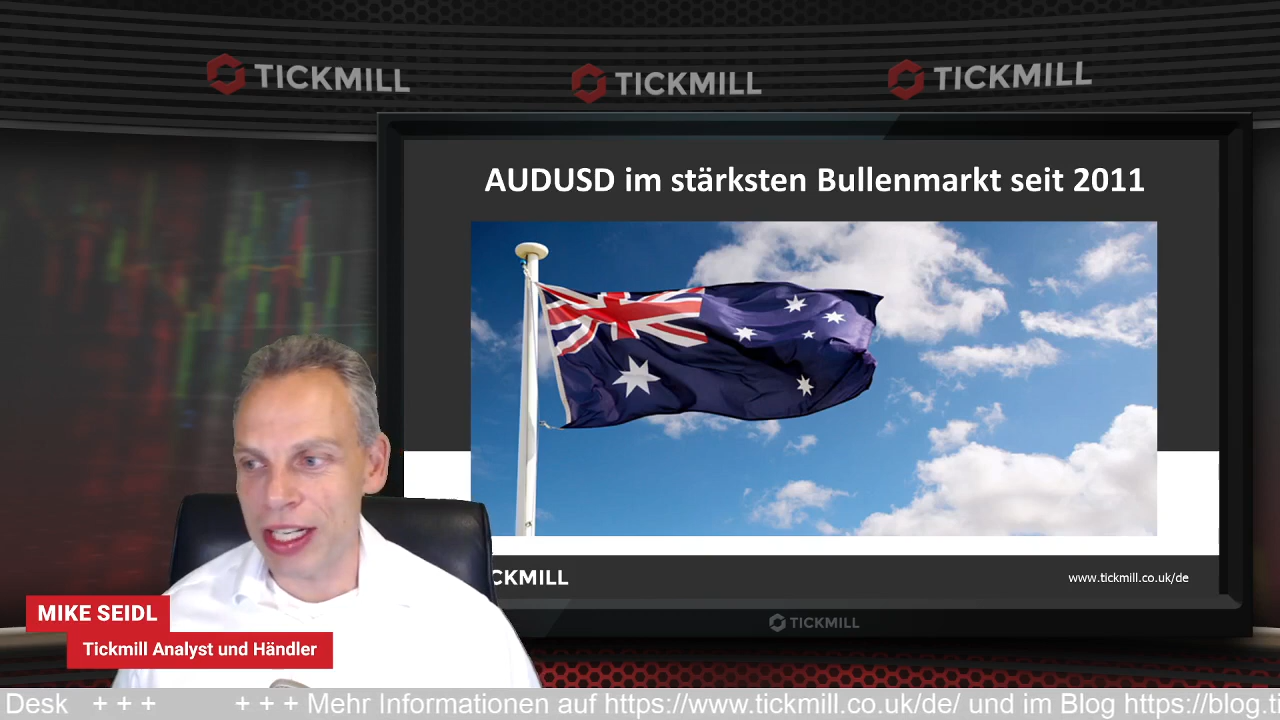 TICKMILL
TICKMILL
TICKMILL
AUDUSD im stärksten Bullenmarkt seit 2011
CKMILL
www.tickmill.co.uk/de
TICKMILL
MIKE SEIDL
Tickmill Analyst und Händler
Desk + + + + + + Mehr Informationen auf https://www.tickmill.co.uk/de/ und im Blog https://blog.ti